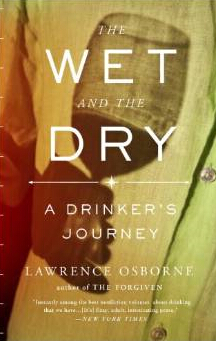 THE
WET
AND THE
DRY
A DRINKER'S
JOURNEY
LAWRENCE OSBORNE
author of THE FORGIVEN
"Instantly among the best nonfiction volumes about drinking
that we have....[It's] fizzy, adult, intoxicating prose."
—NEW YORK TIMES